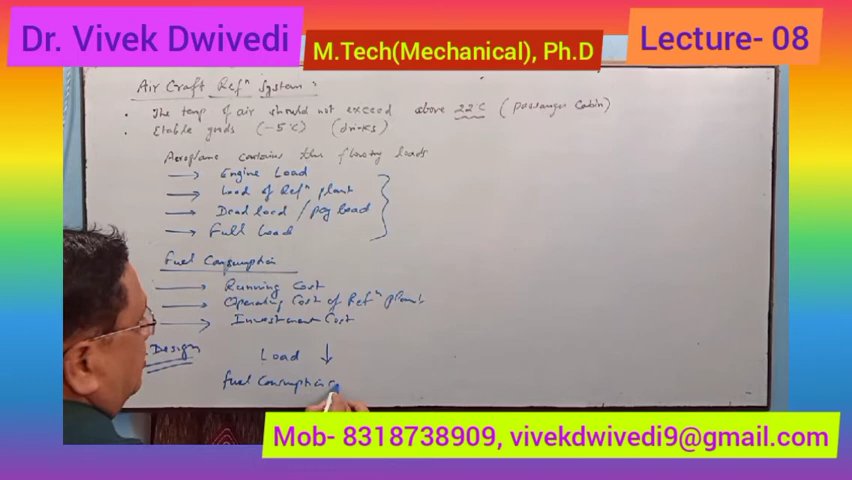 Dr. Vivek Dwivedi
M.Tech(Mechanical), Ph.D
Lecture- 08
Air Craft Refⁿ System:
• The temp of air should not exceed above 22°C (passenger Cabin)
• Etable goods (-5°C) (drinks)
Aeroplane contains the loads
→ Engine Load
→ Load of Refⁿ plant
→ Dead load / pay load
→ Full Load
Fuel Consumption
→ Running Cost
→ Operating Cost of Refⁿ plant
→ Investment Cost
Design
Load ↓
fuel Consumption
Mob- 8318738909, vivekdwivedi9@gmail.com